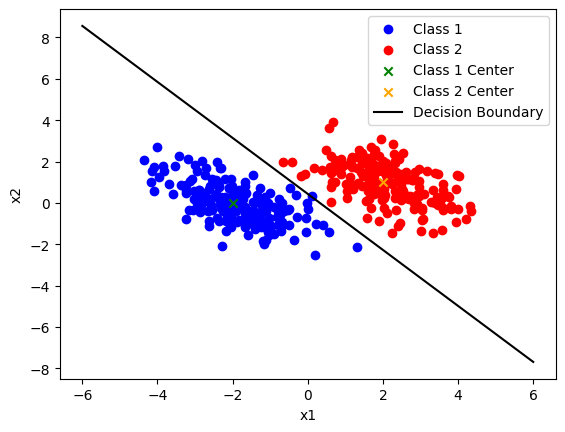 Class 1
Class 2
Class 1 Center
Class 2 Center
Decision Boundary
8
6
4
2
0
−2
−4
−6
−8
x2
−6
−4
−2
0
2
4
6
x1